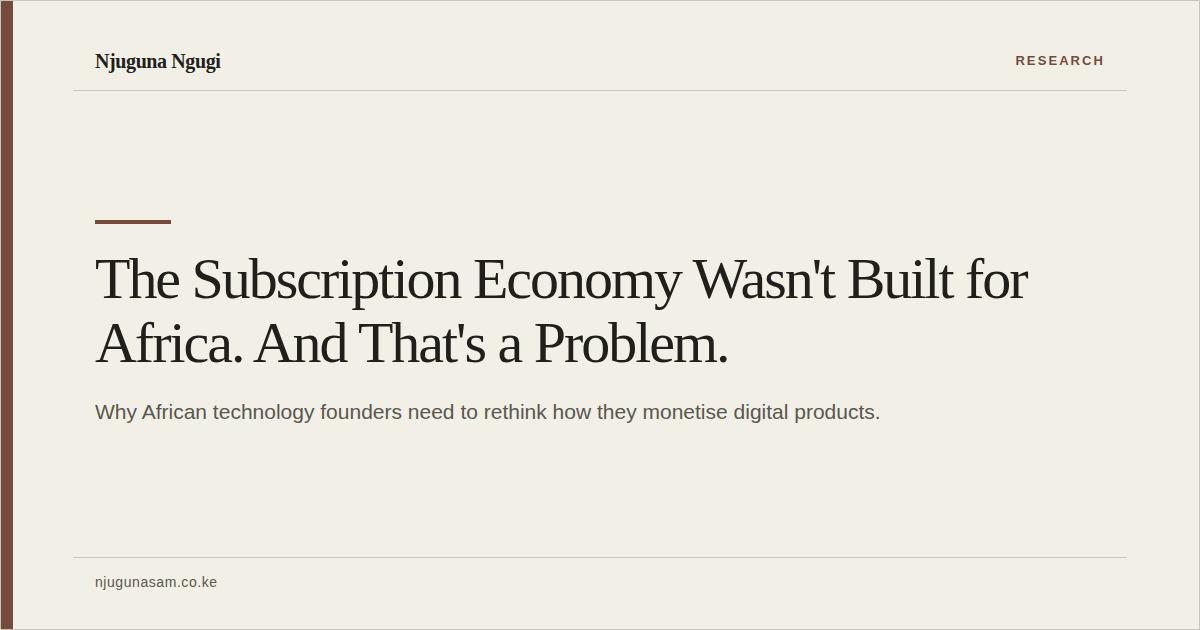 Njuguna Ngugi
RESEARCH
The Subscription Economy Wasn't Built for
Africa. And That's a Problem.
Why African technology founders need to rethink how they monetise digital products.
njugunasam.co.ke